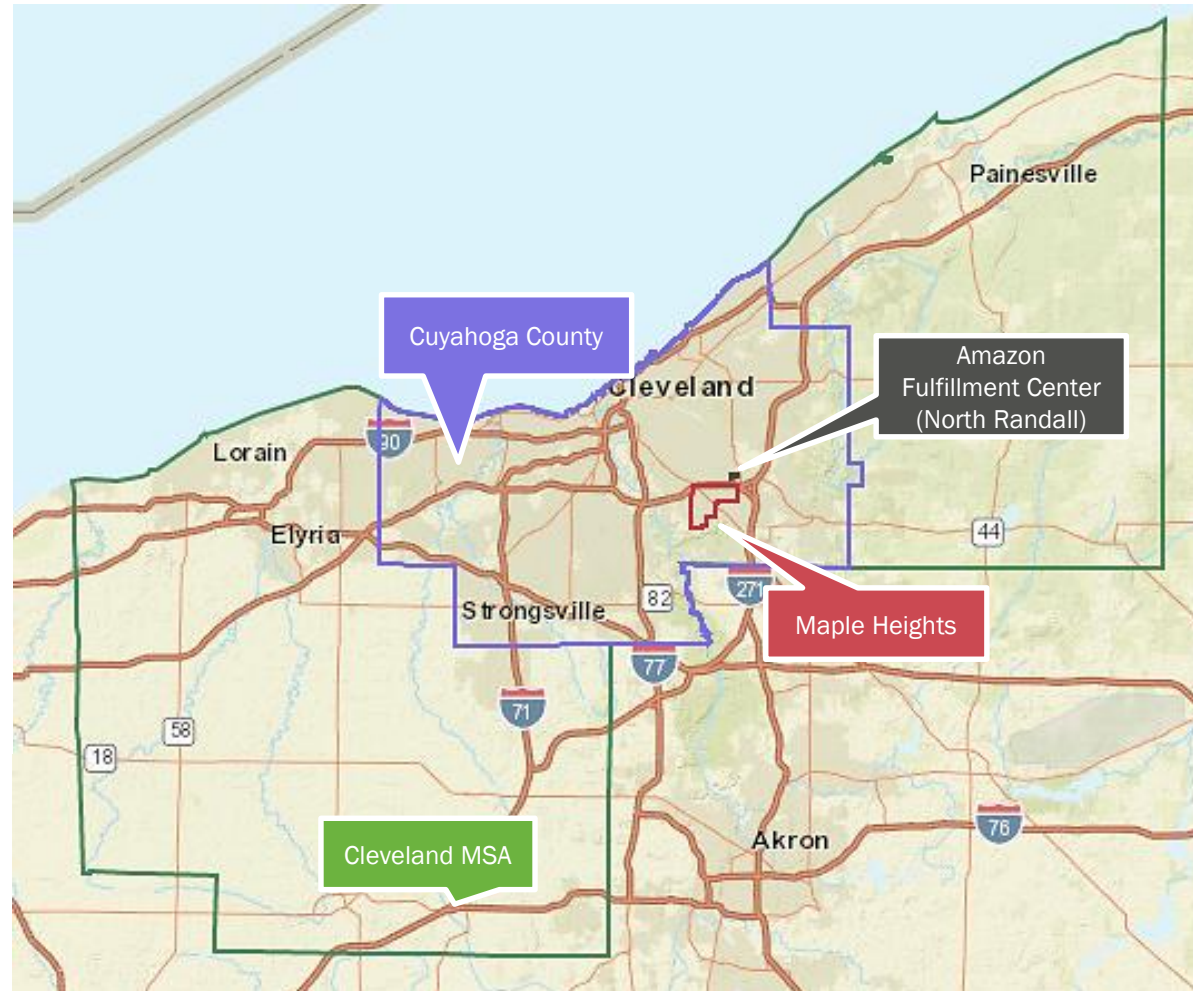 Painesville
Cuyahoga County
Cleveland
Amazon
Fulfillment Center
(North Randall)
90
Lorain
Elyria
44
271
82
Strongsville
Maple Heights
77
71
58
18
76
Akron
Cleveland MSA